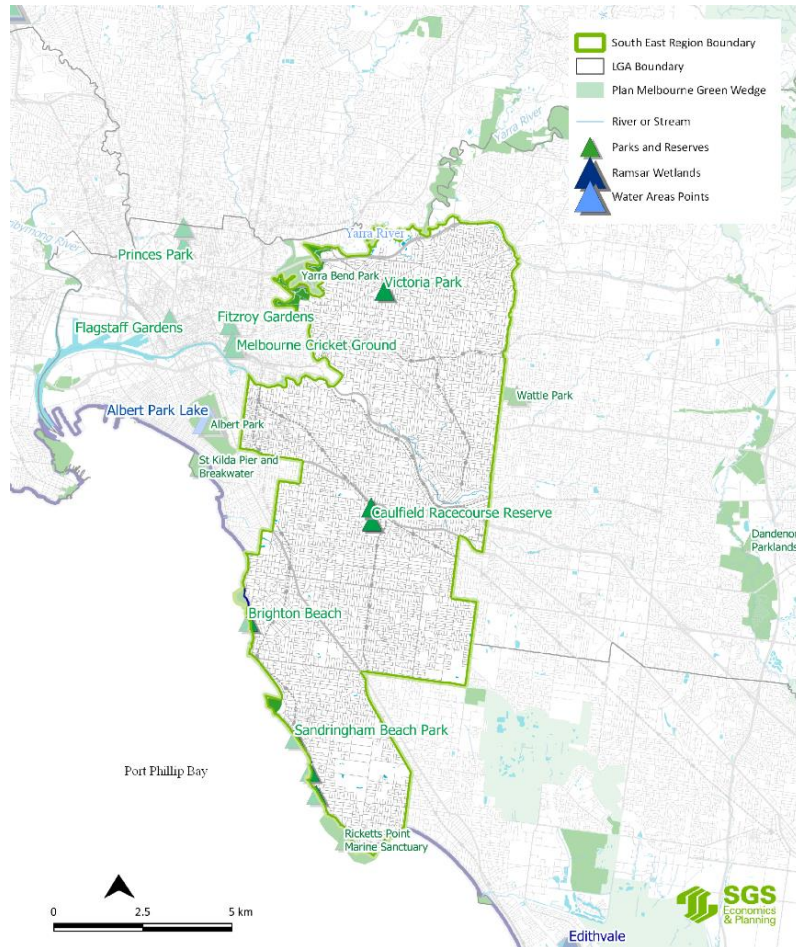 South East Region Boundary
LGA Boundary
Plan Melbourne Green Wedge
River or Stream
Parks and Reserves
Ramsar Wetlands
Water Areas Points
Yarra River
Yarra River
Princes Park
Yarra Bend Park
Victoria Park
Flagstaff Gardens
Fitzroy Gardens
Melbourne Cricket Ground
Wattle Park
Albert Park Lake
Albert Park
St Kilda Pier and
Breakwater
Caulfield Racecourse Reserve
Dandenon
Parklands
Brighton Beach
Sandringham Beach Park
Port Phillip Bay
Ricketts Point
Marine Sanctuary
0 2.5 5 km
SGS
Economics
& Planning
Edithvale